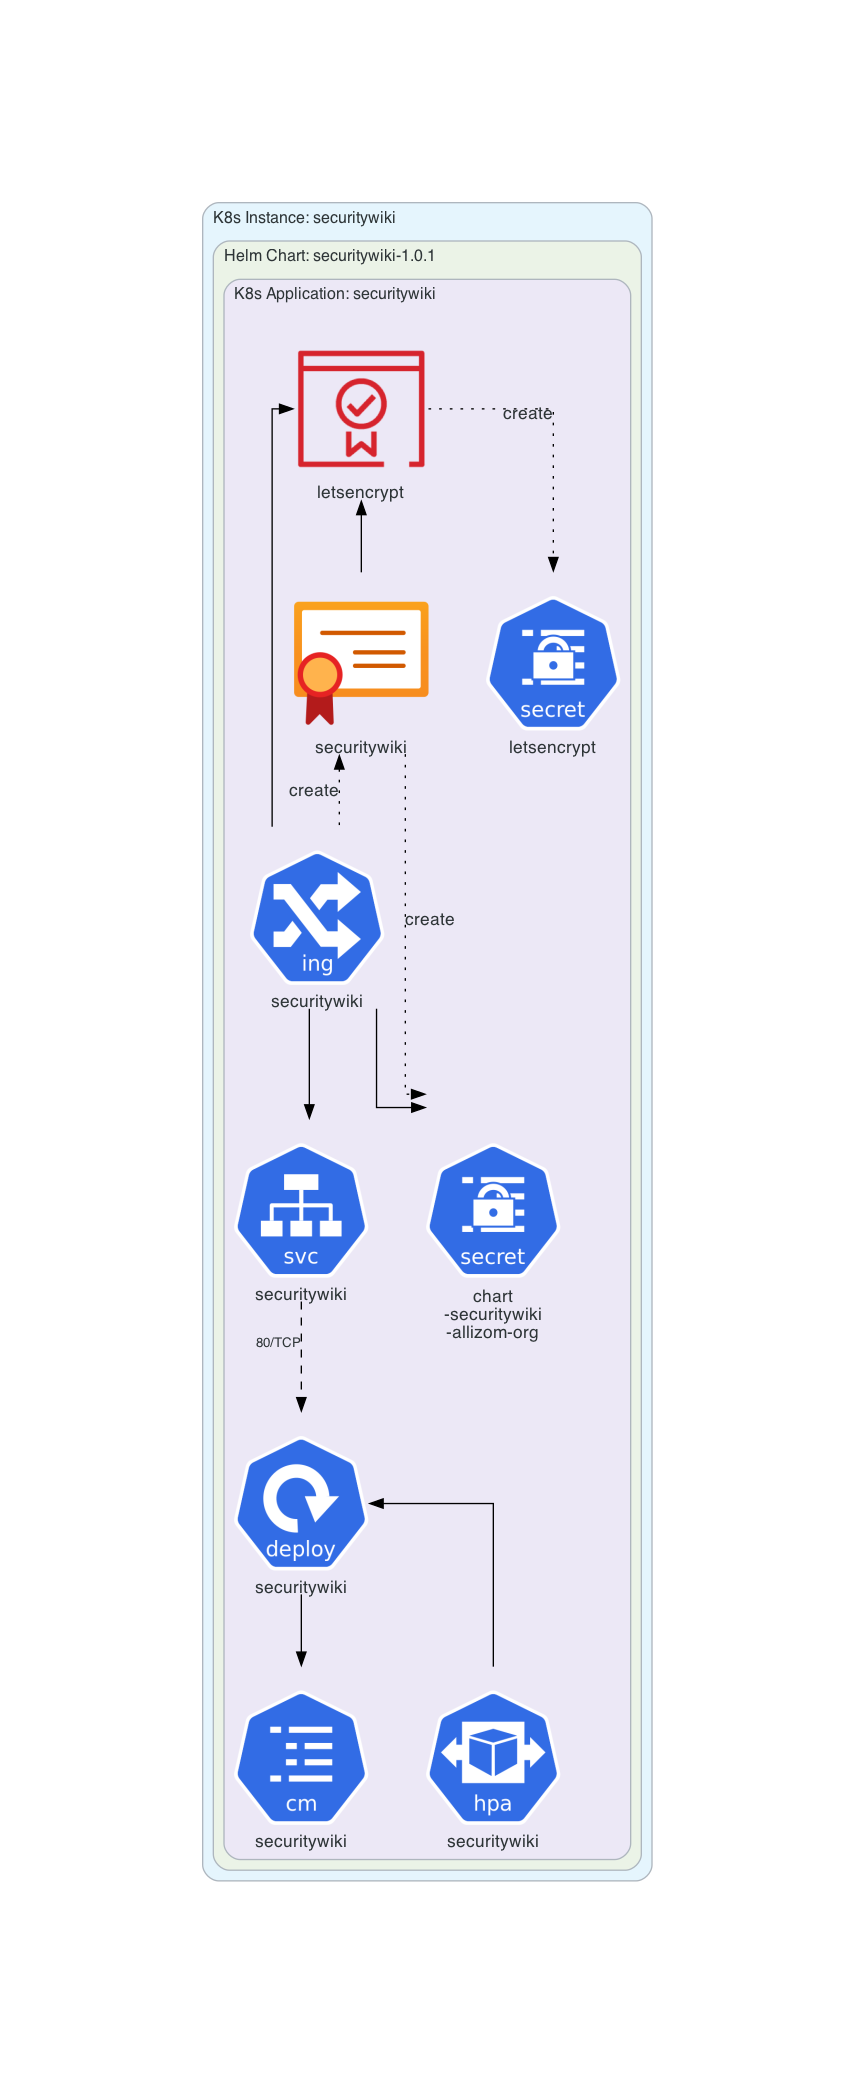 K8s Instance: securitywiki
Helm Chart: securitywiki-1.0.1
K8s Application: securitywiki
create
letsencrypt
secret
securitywiki
letsencrypt
create
create
ing
securitywiki
svc
secret
securitywiki
chart
-securitywiki
-allizom-org
80/TCP
deploy
securitywiki
cm
hpa
securitywiki
securitywiki